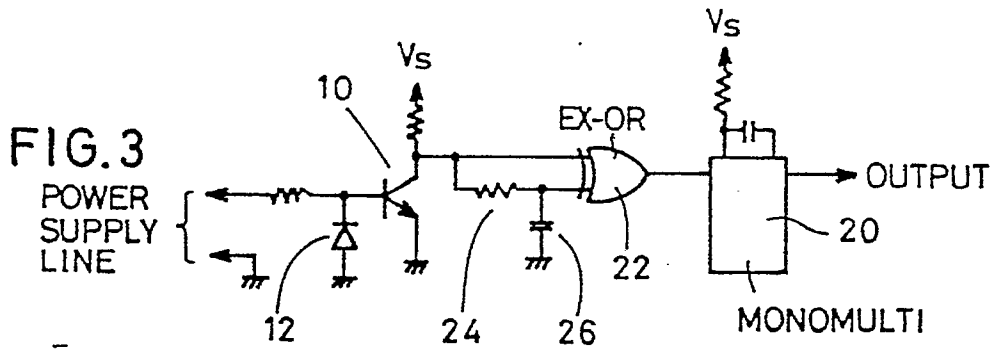 FIG.3
POWER
SUPPLY
LINE
Vs
10
12
24
26
EX-OR
22
Vs
20
OUTPUT
MONOMULTI